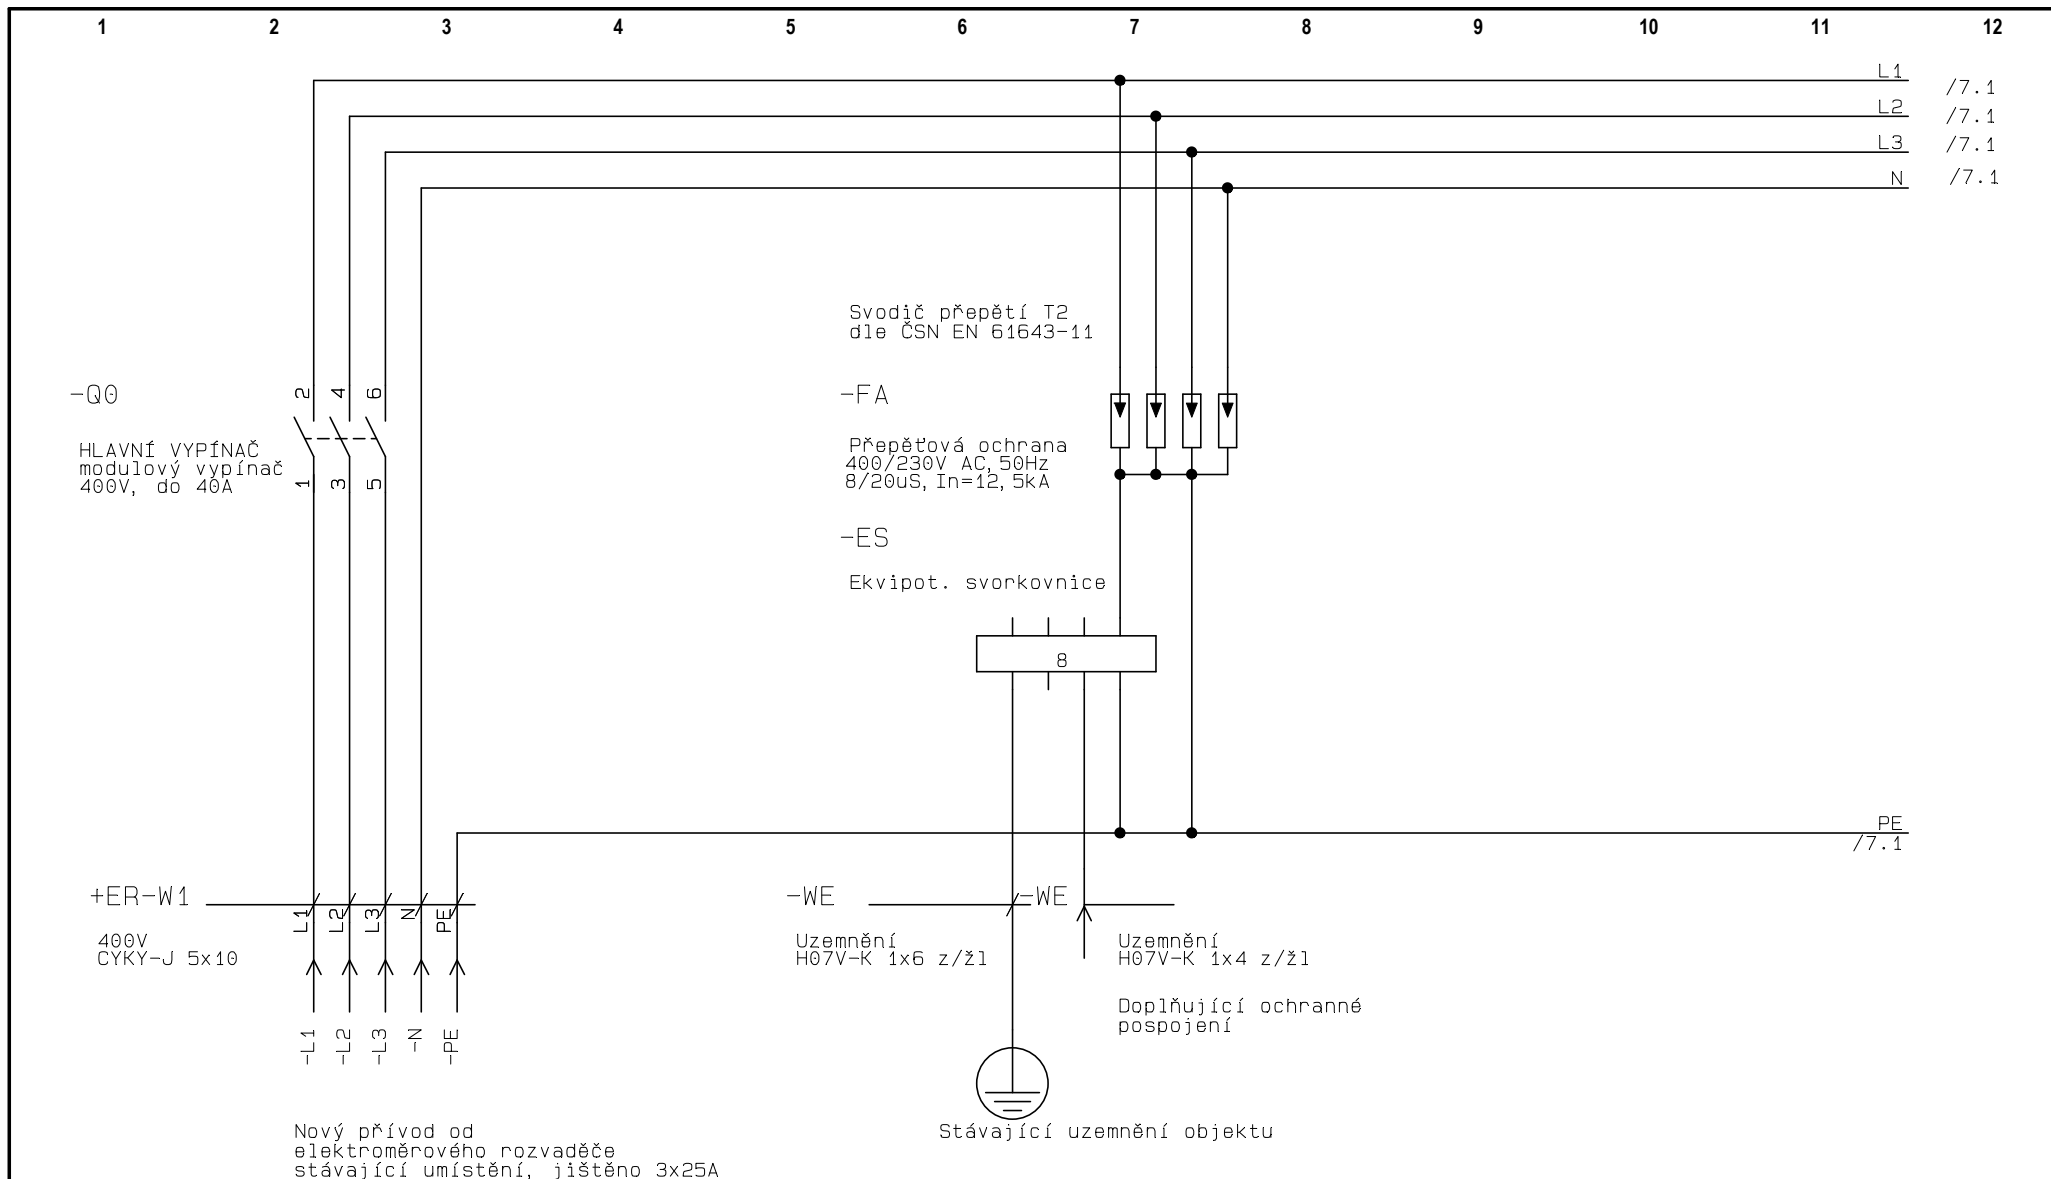 1 2 3 4 5 6 7 8 9 10 11 12
L1
/7.1
L2
/7.1
L3
/7.1
N
/7.1
Svodič přepětí T2
dle ČSN EN 61643-11
-Q0
2 4 6
-FA
HLAVNÍ VYPÍNAČ
modulový vypínač
400V, do 40A
1 3 5
Přepěťová ochrana
400/230V AC,50Hz
8/20uS,In=12,5kA
-ES
Ekvipot. svorkovnice
8
PE
/7.1
+ER-W1
L1 L2 L3 N PE
400V
CYKY-J 5x10
-WE
Uzemnění
H07V-K 1x6 z/žl
-WE
Uzemnění
H07V-K 1x4 z/žl
Doplňující ochranné
pospojení
-L1 -L2 -L3 -N -PE
Nový přívod od
elektroměrového rozvaděče
stávající umístění, jištěno 3x25A
Stávající uzemnění objektu